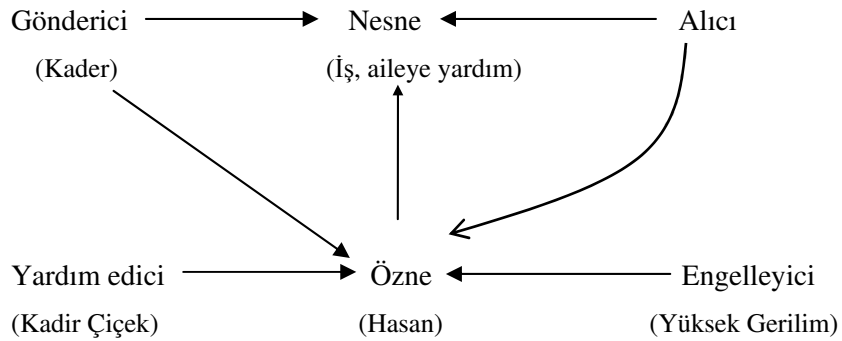 Gönderici Nesne Alıcı
(Kader) (İş, aileye yardım)
Yardım edici Özne Engelleyici
(Kadir Çiçek) (Hasan) (Yüksek Gerilim)